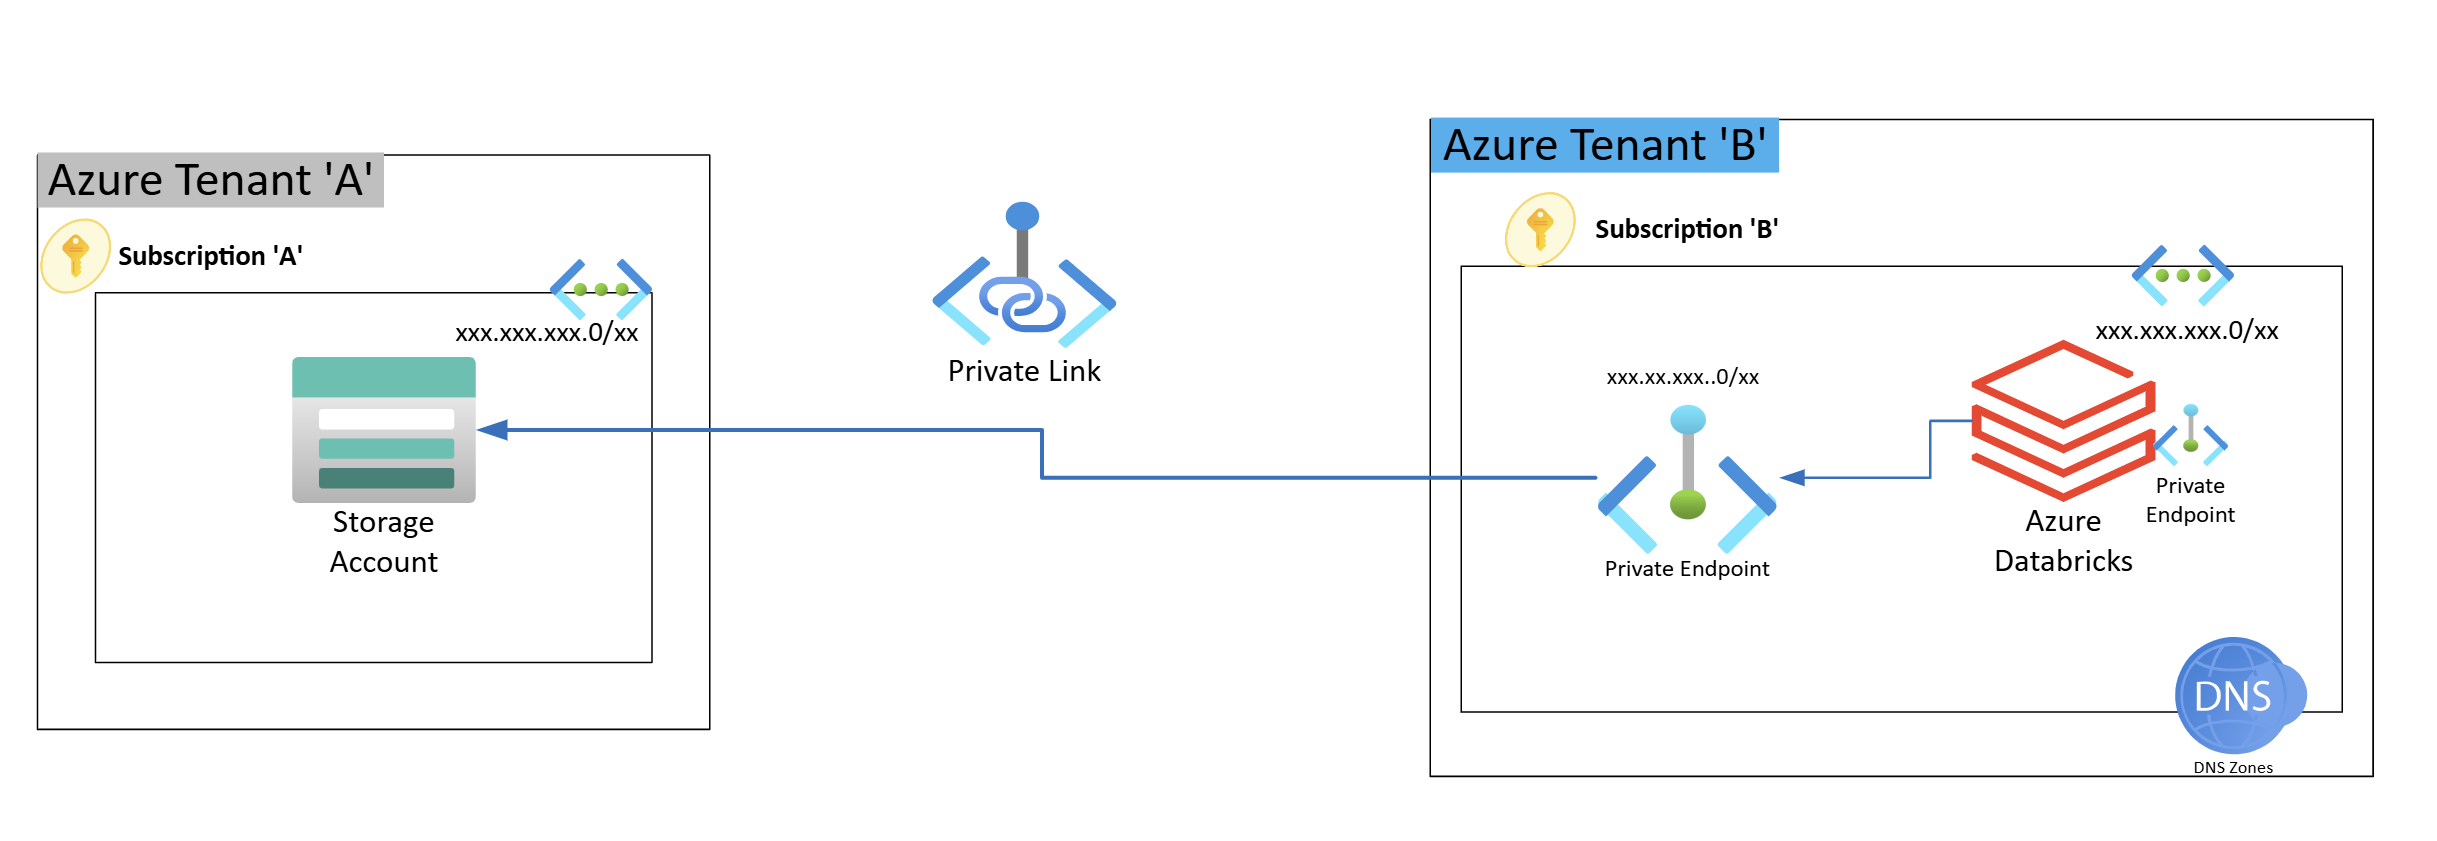 Azure Tenant 'A'
Subscription 'A'
xxx.xxx.xxx.0/xx
Storage
Account
Private Link
Azure Tenant 'B'
Subscription 'B'
xxx.xxx.xxx.0/xx
xxx.xx.xxx..0/xx
Private Endpoint
Azure
Databricks
Private
Endpoint
DNS
DNS Zones